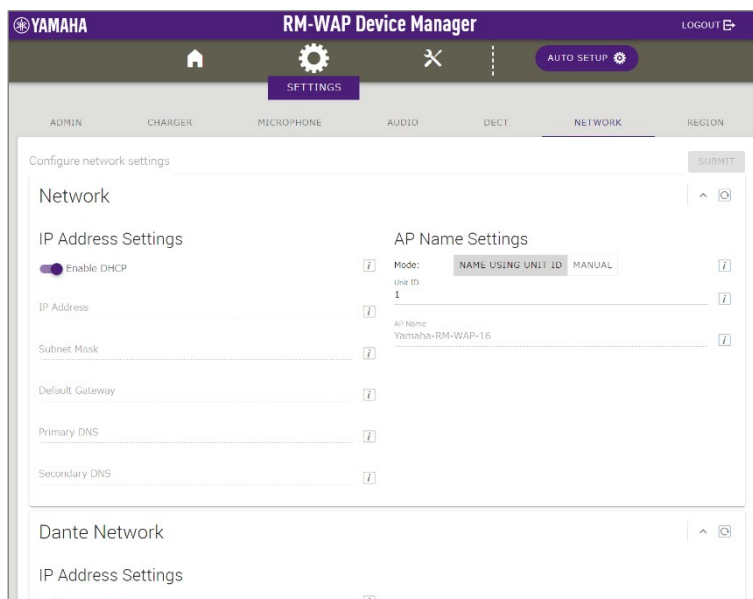 YAMAHA RM-WAP Device Manager LOGOUT
AUTO SETUP
SETTINGS
ADMIN CHARGER MICROPHONE AUDIO DECT NETWORK REGION
Configure network settings SUBMIT
Network
IP Address Settings
Enable DHCP i
IP Address i
Subnet Mask i
Default Gateway i
Primary DNS i
Secondary DNS i
AP Name Settings
Mode: NAME USING UNIT ID MANUAL i
Unit ID
1 i
AP Name
Yamaha-RM-WAP-16 i
Dante Network
IP Address Settings